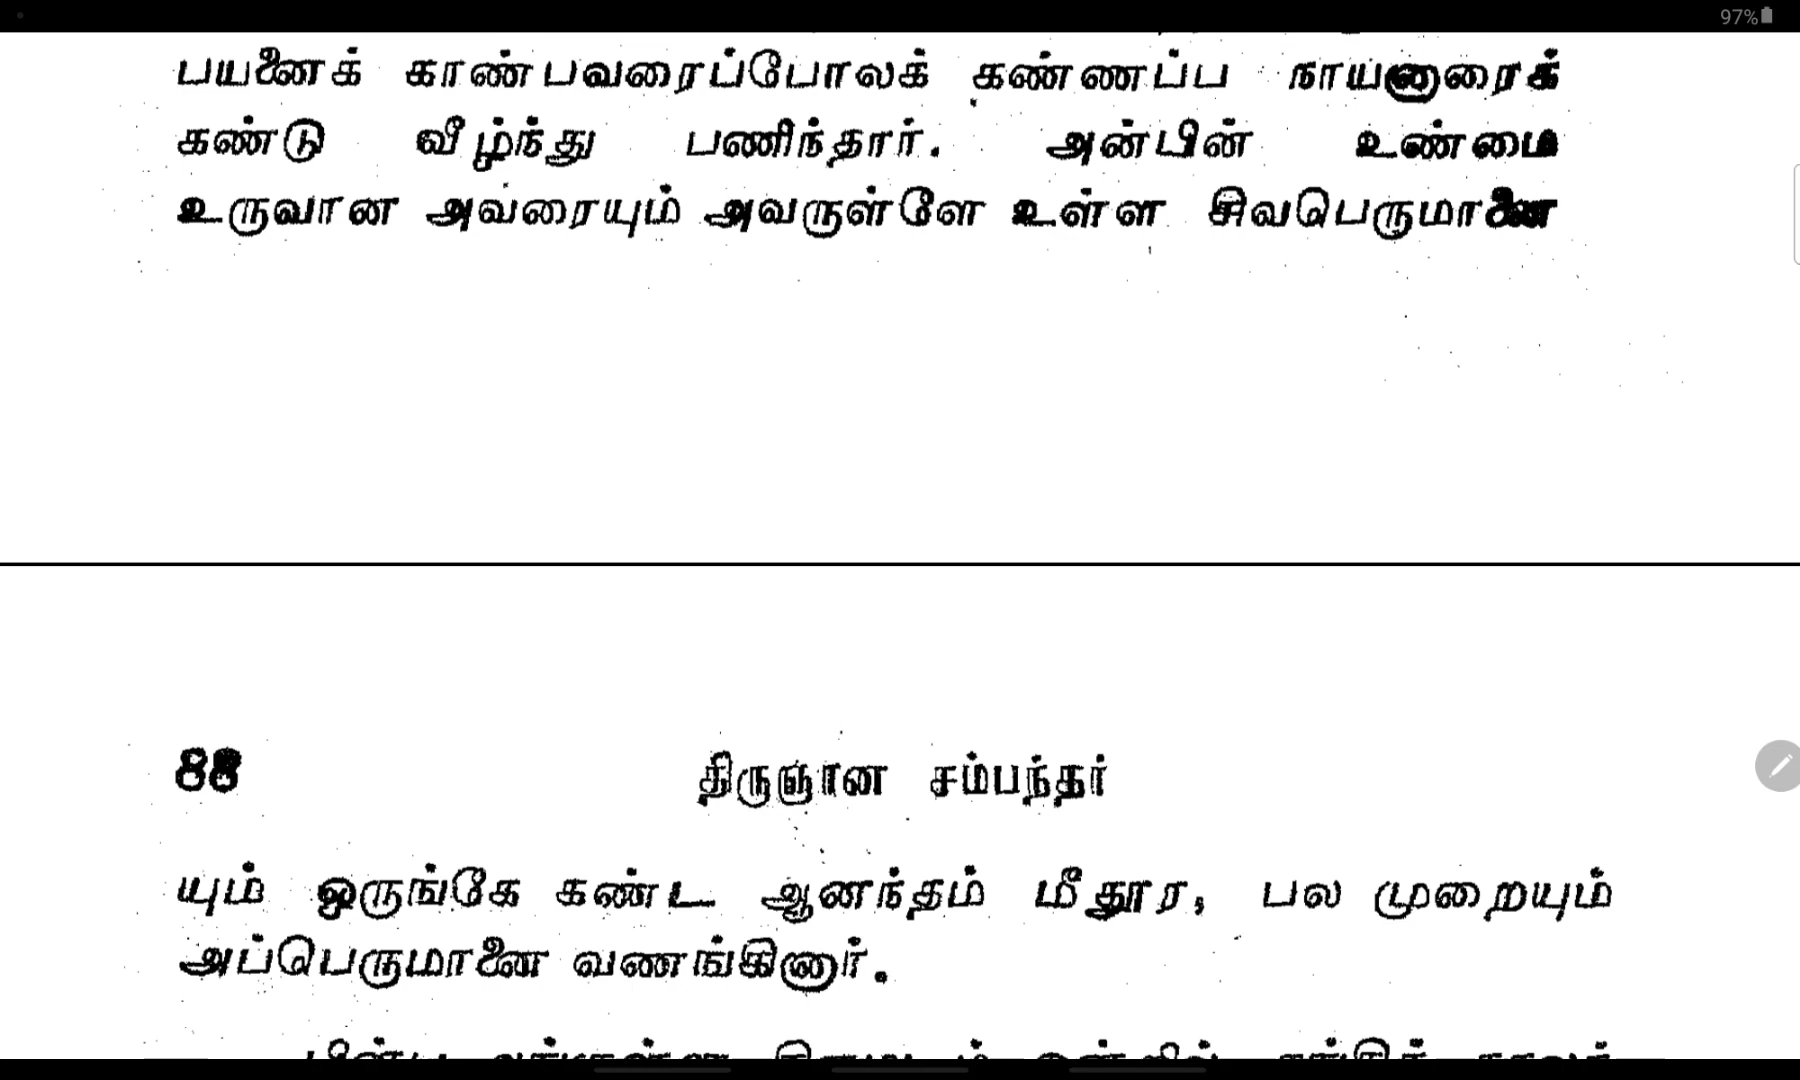 97%
பயனைக் காண்பவரைப்போலக் கண்ணப்ப நாயனாரைக்
கண்டு வீழ்ந்து பணிந்தார். அன்பின் உண்மை
உருவான அவரையும் அவருள்ளே உள்ள சிவபெருமானை
88 திருஞான சம்பந்தர்
யும் ஒருங்கே கண்ட ஆனந்தம் மீதூர, பல முறையும்
அப்பெருமானை வணங்கினார்.